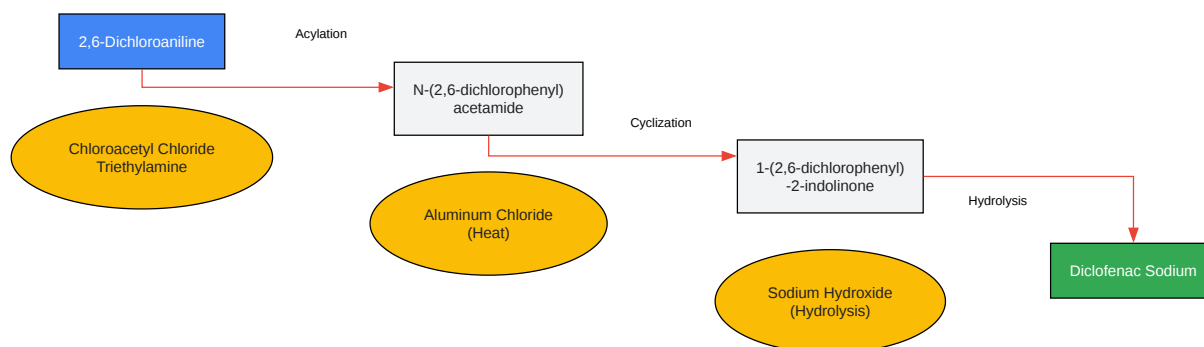 2,6-Dichloroaniline
Acylation
Chloroacetyl Chloride
Triethylamine
N-(2,6-dichlorophenyl)
acetamide
Cyclization
Aluminum Chloride
(Heat)
1-(2,6-dichlorophenyl)
-2-indolinone
Hydrolysis
Sodium Hydroxide
(Hydrolysis)
Diclofenac Sodium